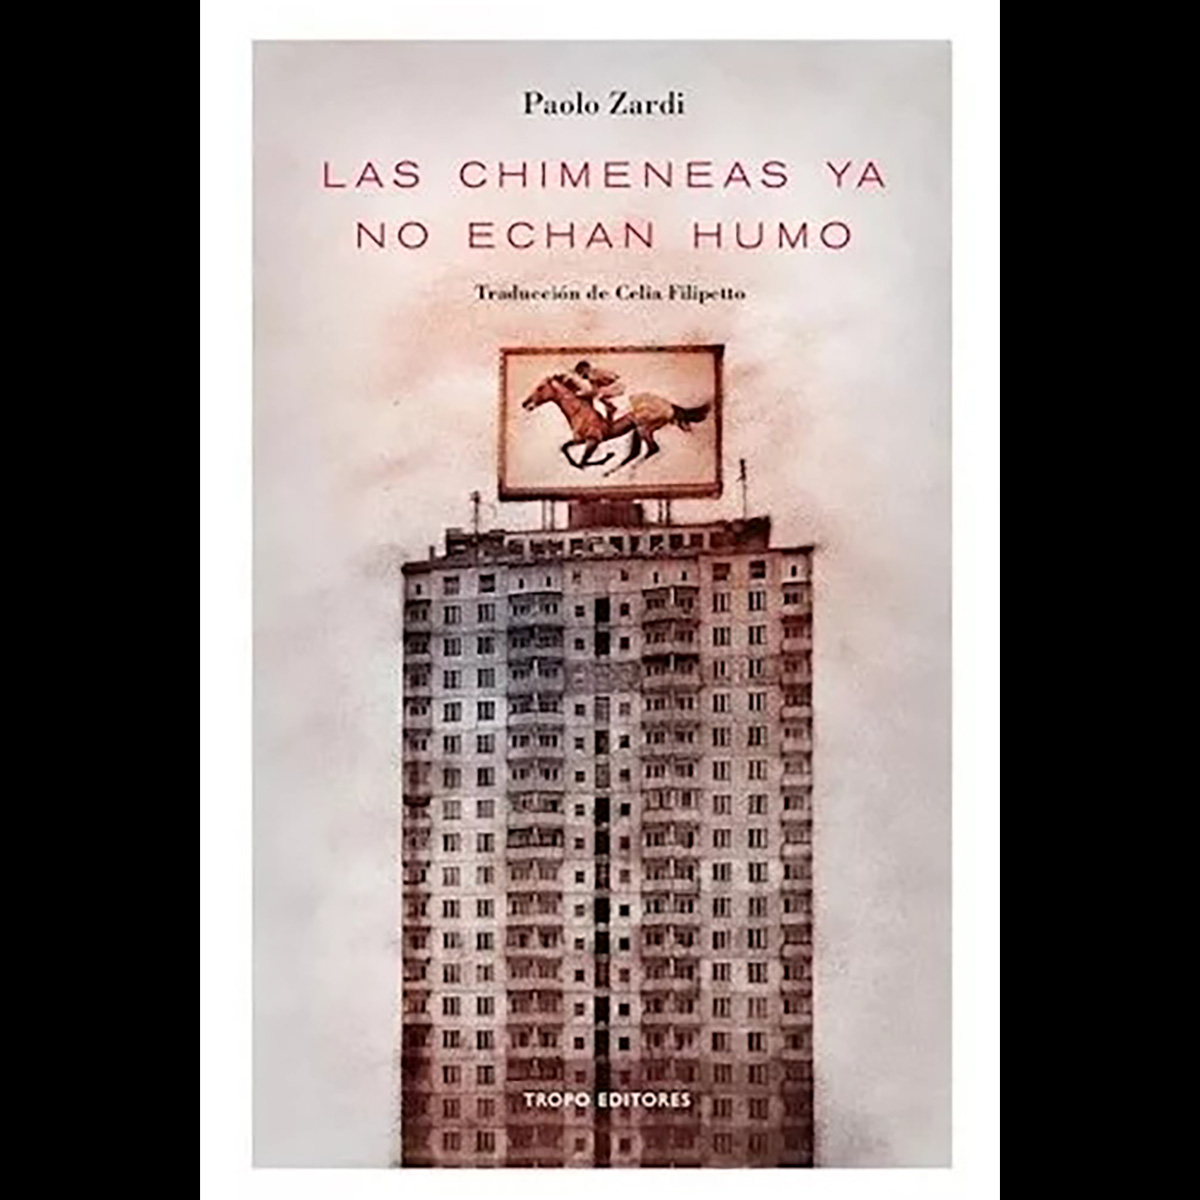 Paolo Zardi
LAS CHIMENEAS YA
NO ECHAN HUMO
Traducción de Celia Filipetto
TROPO EDITORES